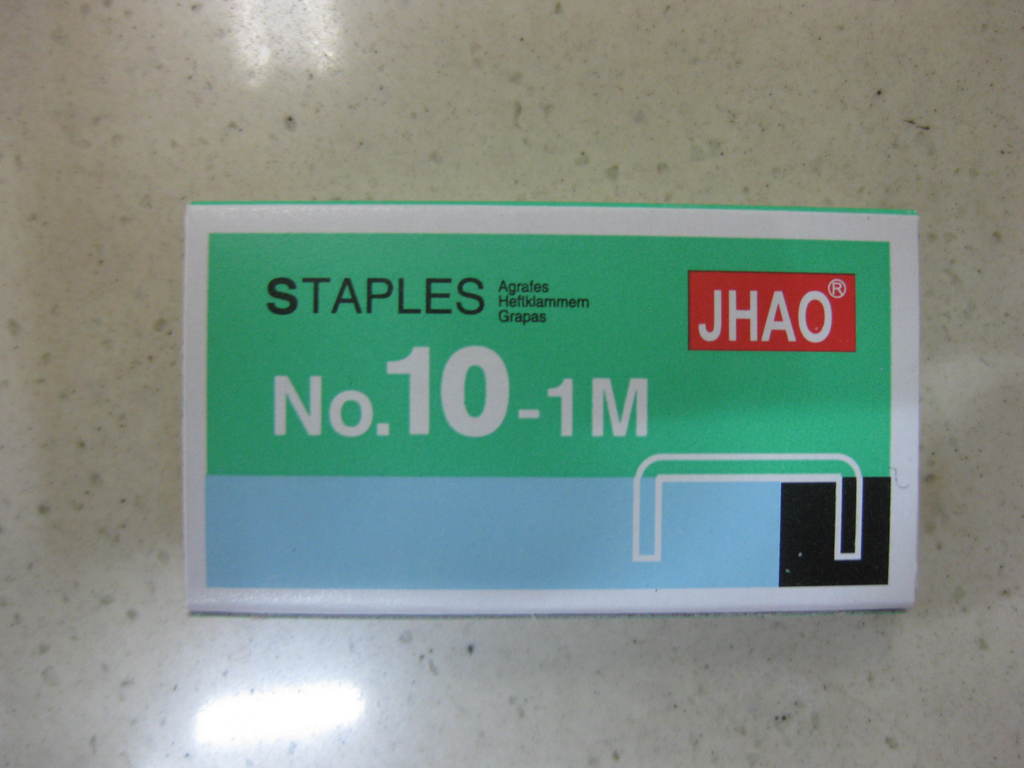 STAPLES
Agrafes
Heftklammern
Grapas
JHAO®
No.10-1M